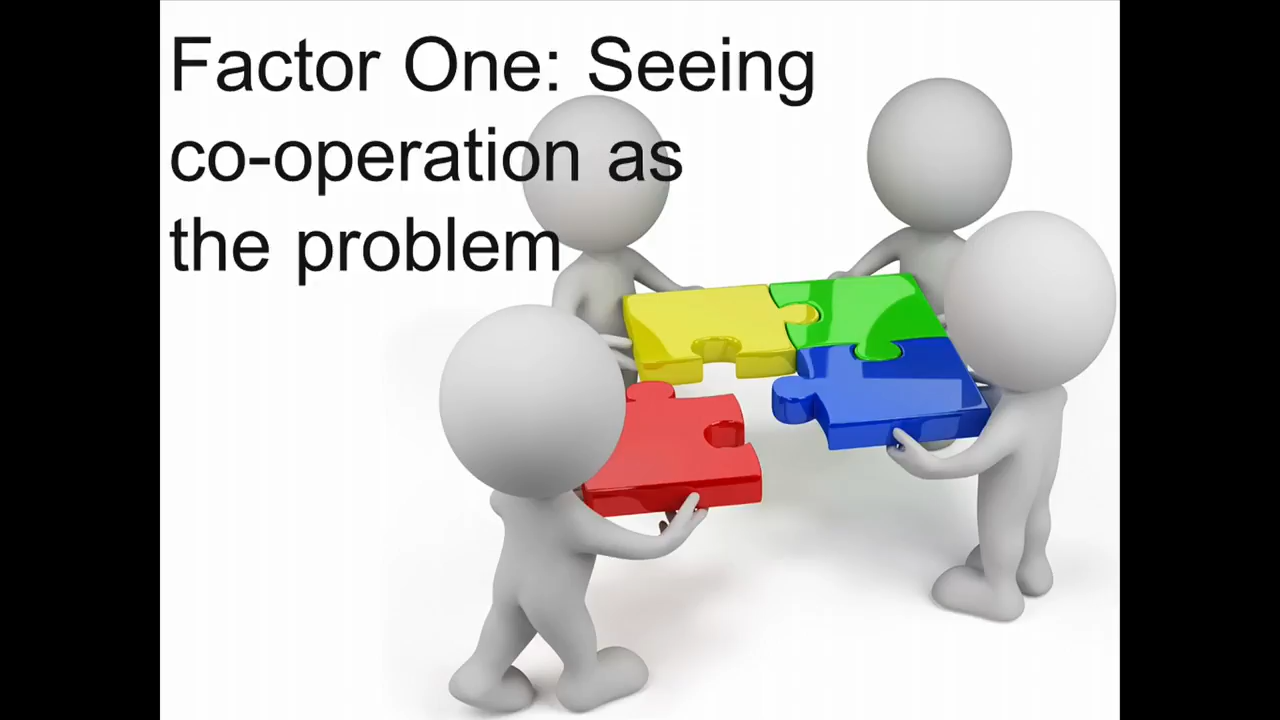 Factor One: Seeing
co-operation as
the problem